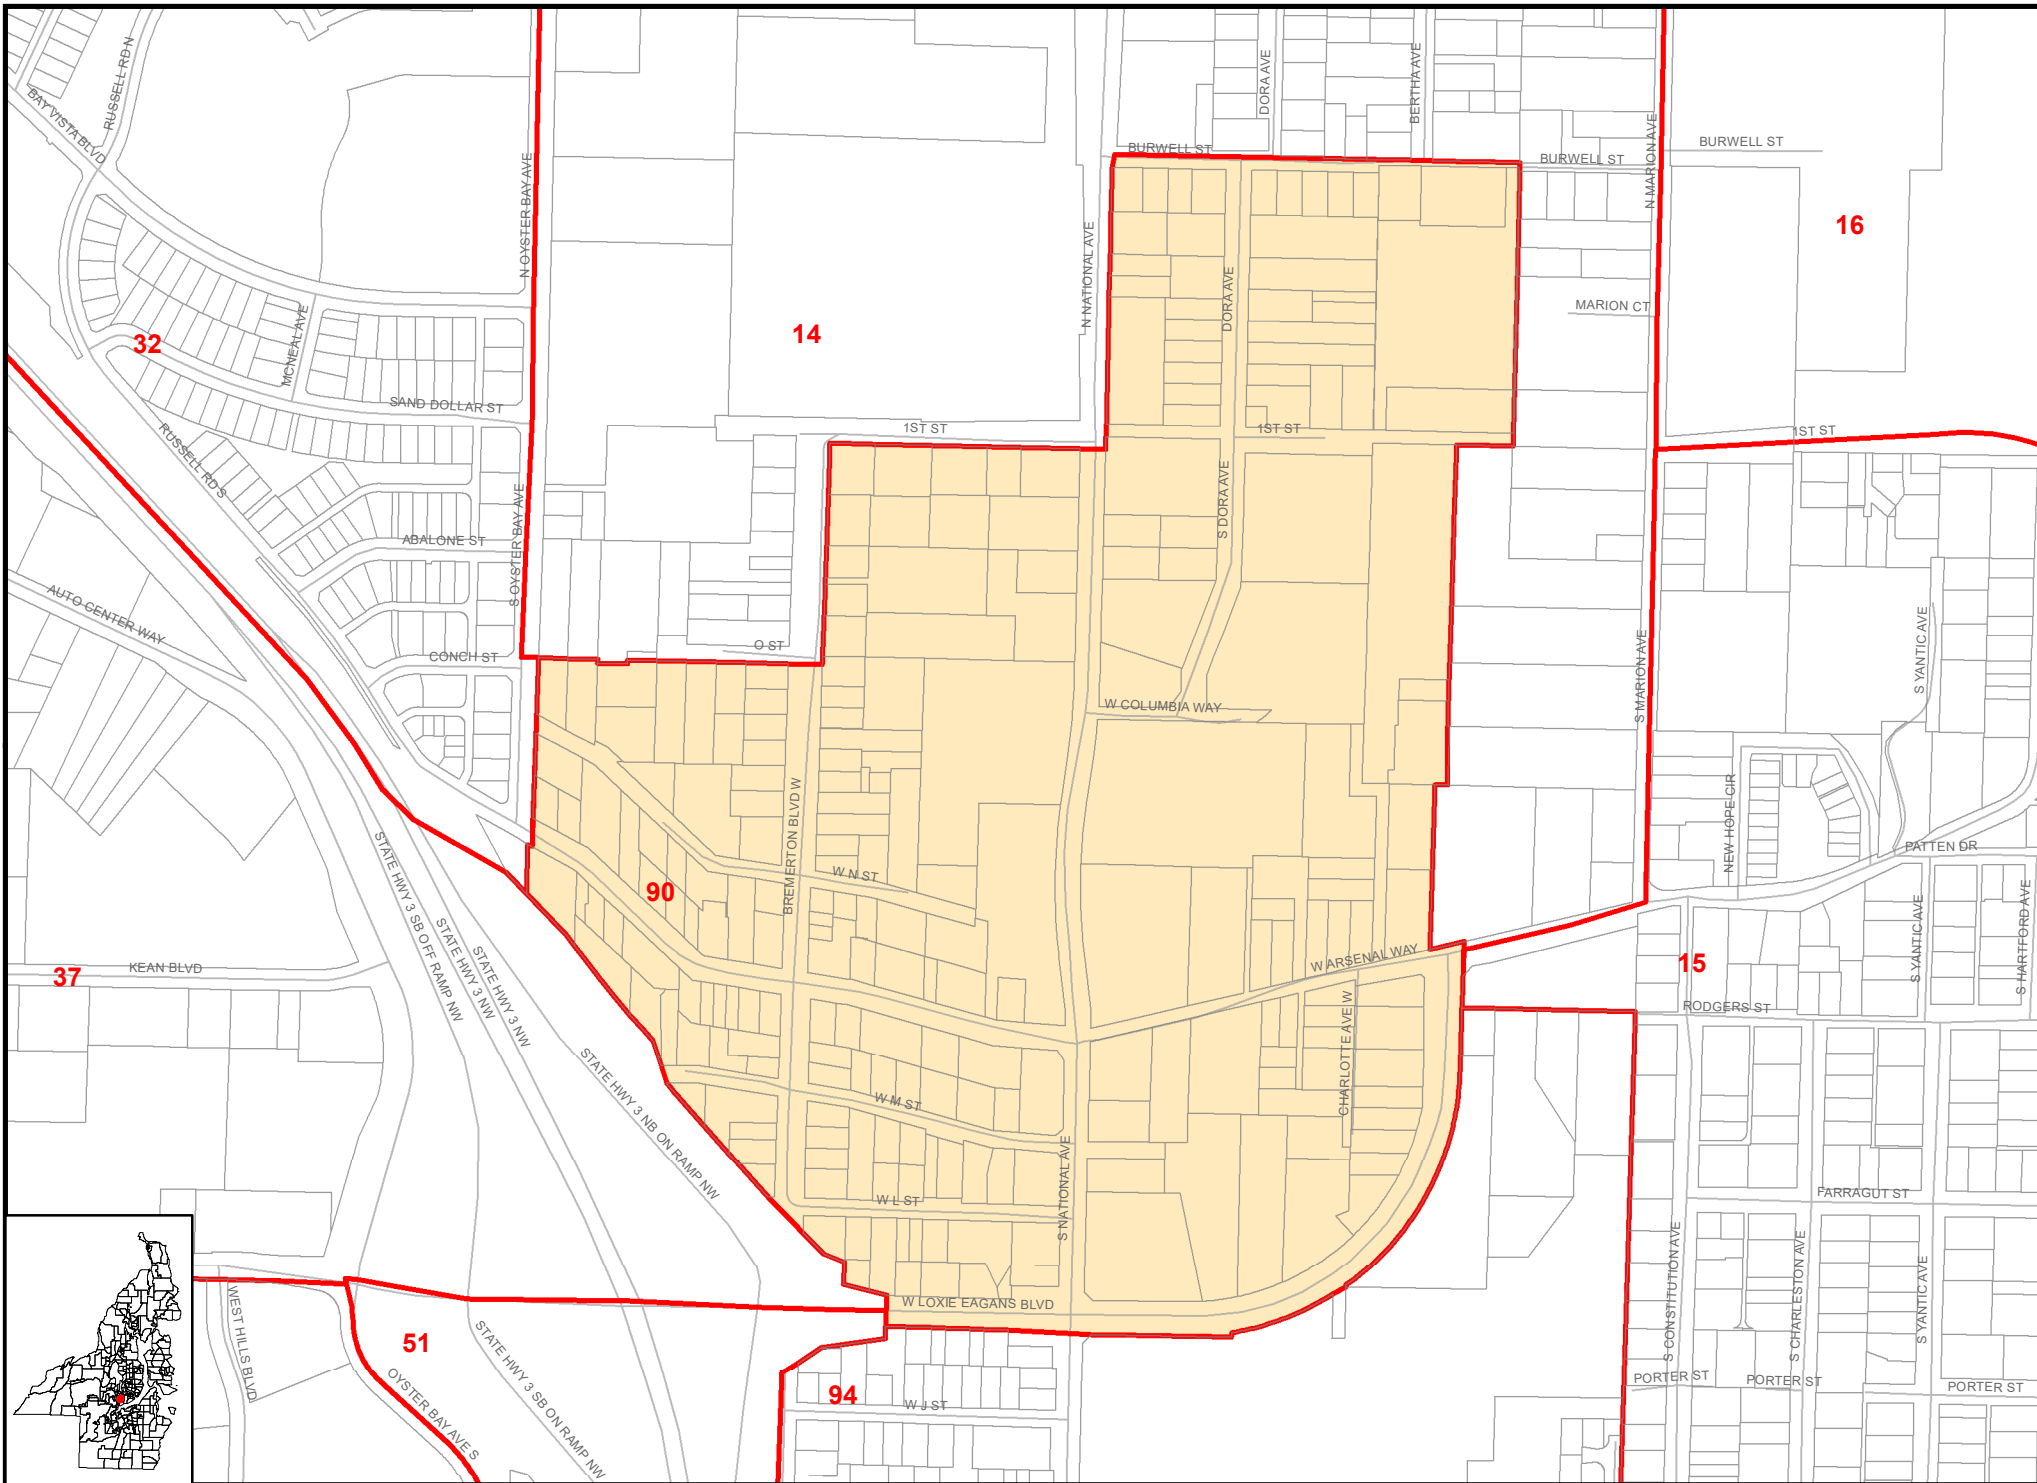 RUSSELL RD N
BAY VISTA BLVD
N OYSTER BAY AVE
DORA AVE
BERTHA AVE
BURWELL ST
BURWELL ST
N MARION AVE
BURWELL ST
16
N NATIONAL AVE
DORA AVE
MARION CT
32
MCNEAL AVE
14
SAND DOLLAR ST
1ST ST
1ST ST
1ST ST
RUSSELL RD S
S OYSTER BAY AVE
S DORA AVE
ABALONE ST
AUTO CENTER WAY
O ST
CONCH ST
S MARION AVE
S YANTIC AVE
W COLUMBIA WAY
BREMERTON BLVD W
NEW HOPE CIR
PATTEN DR
W N ST
90
STATE HWY 3 SB OFF RAMP NW
STATE HWY 3 NW
STATE HWY 3 NW
W ARSENAL WAY
S YANTIC AVE
S HARTFORD AVE
37
KEAN BLVD
15
RODGERS ST
CHARLOTTE AVE W
STATE HWY 3 NB ON RAMP NW
W M ST
S NATIONAL AVE
W L ST
FARRAGUT ST
S CONSTITUTION AVE
S CHARLESTON AVE
S YANTIC AVE
W LOXIE EAGANS BLVD
WEST HILLS BLVD
51
STATE HWY 3 SB ON RAMP NW
OYSTER BAY AVE S
94
W J ST
PORTER ST
PORTER ST
PORTER ST